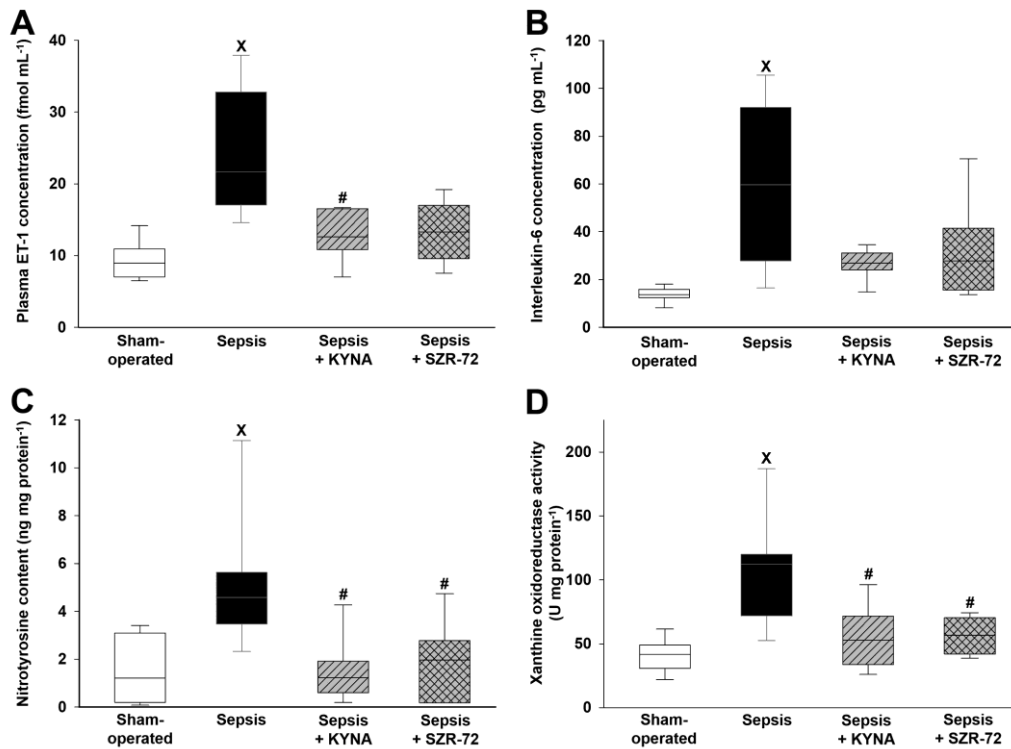 A
Plasma ET-1 concentration (fmol mL⁻¹)
40
30
20
10
0
X
#
Sham-
operated
Sepsis
Sepsis
+ KYNA
Sepsis
+ SZR-72
B
Interleukin-6 concentration (pg mL⁻¹)
120
100
80
60
40
20
0
X
Sham-
operated
Sepsis
Sepsis
+ KYNA
Sepsis
+ SZR-72
C
Nitrotyrosine content (ng mg protein⁻¹)
12
10
8
6
4
2
0
X
#
#
Sham-
operated
Sepsis
Sepsis
+ KYNA
Sepsis
+ SZR-72
D
Xanthine oxidoreductase activity
(U mg protein⁻¹)
200
150
100
50
0
X
#
#
Sham-
operated
Sepsis
Sepsis
+ KYNA
Sepsis
+ SZR-72